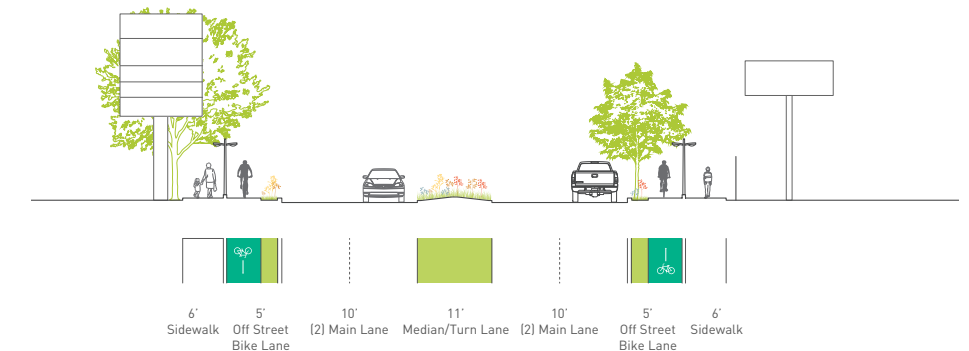 6’
Sidewalk
5’
Off Street
Bike Lane
10’
(2) Main Lane
11’
Median/Turn Lane
10’
(2) Main Lane
5’
Off Street
Bike Lane
6’
Sidewalk